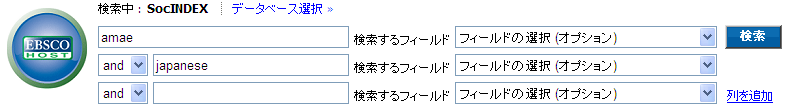 検索中： SocINDEX データベース選択 »
EBSCO HOST
amae 検索するフィールド フィールドの選択 (オプション) 検索
and japanese 検索するフィールド フィールドの選択 (オプション)
and 検索するフィールド フィールドの選択 (オプション) 列を追加